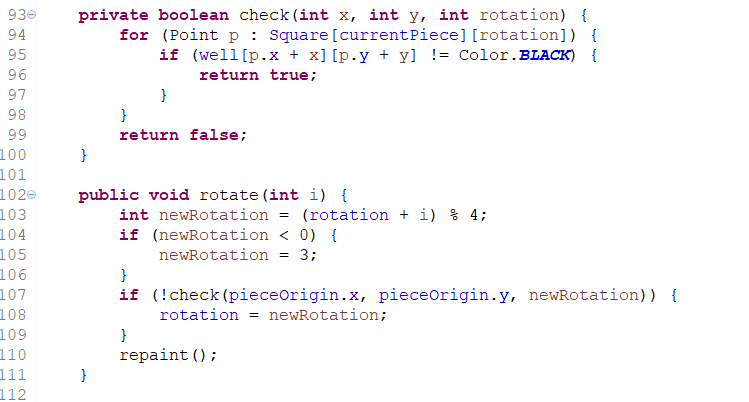 93 private boolean check(int x, int y, int rotation) {
94 for (Point p : Square[currentPiece][rotation]) {
95 if (well[p.x + x][p.y + y] != Color.BLACK) {
96 return true;
97 }
98 }
99 return false;
100 }
101
102 public void rotate(int i) {
103 int newRotation = (rotation + i) % 4;
104 if (newRotation < 0) {
105 newRotation = 3;
106 }
107 if (!check(pieceOrigin.x, pieceOrigin.y, newRotation)) {
108 rotation = newRotation;
109 }
110 repaint();
111 }
112